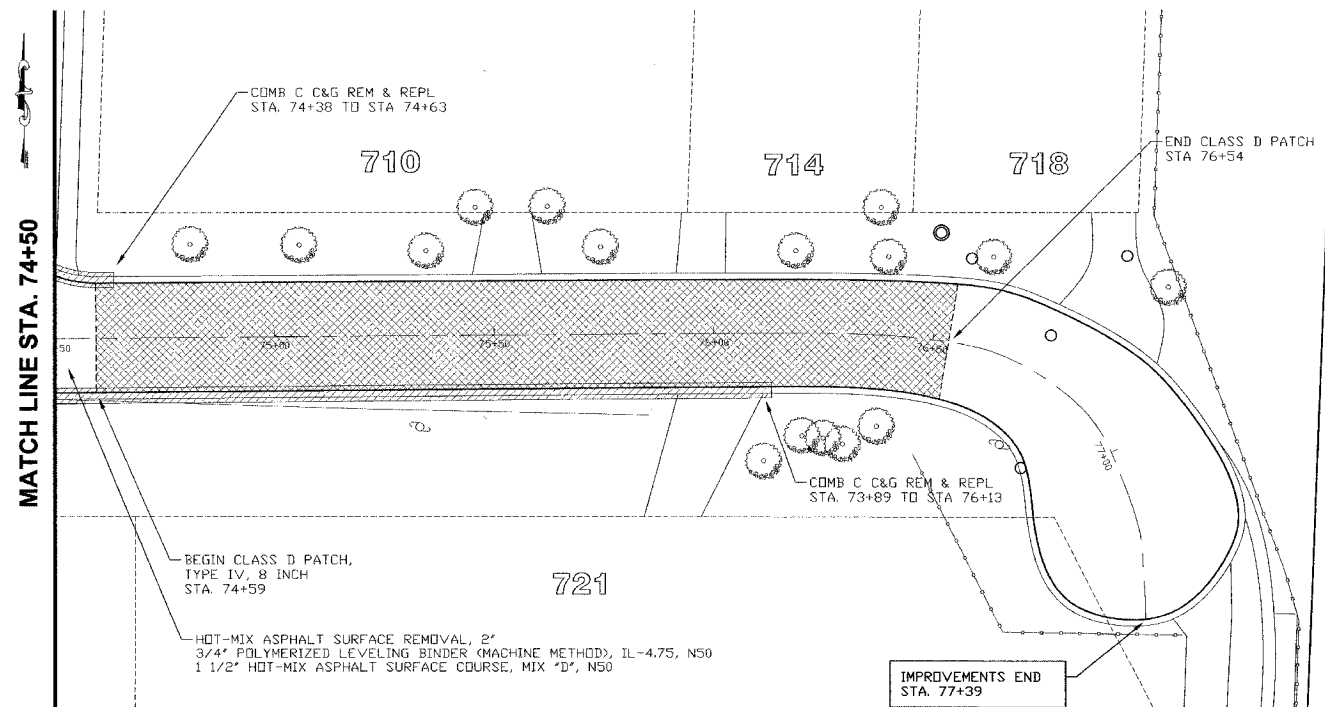 MATCH LINE STA. 74+50
COMB C C&G REM & REPL
STA. 74+38 TO STA 74+63
710
714
718
END CLASS D PATCH
STA 76+54
50
75+00
75+50
76+00
76+50
77+00
COMB C C&G REM & REPL
STA. 73+89 TO STA 76+13
BEGIN CLASS D PATCH,
TYPE IV, 8 INCH
STA. 74+59
721
HOT-MIX ASPHALT SURFACE REMOVAL, 2"
3/4" POLYMERIZED LEVELING BINDER (MACHINE METHOD), IL-4.75, N50
1 1/2" HOT-MIX ASPHALT SURFACE COURSE, MIX "D", N50
IMPROVEMENTS END
STA. 77+39